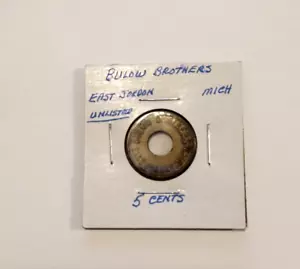 BULOW BROTHERS
EAST JORDON MICH
UNLISTED
5 CENTS